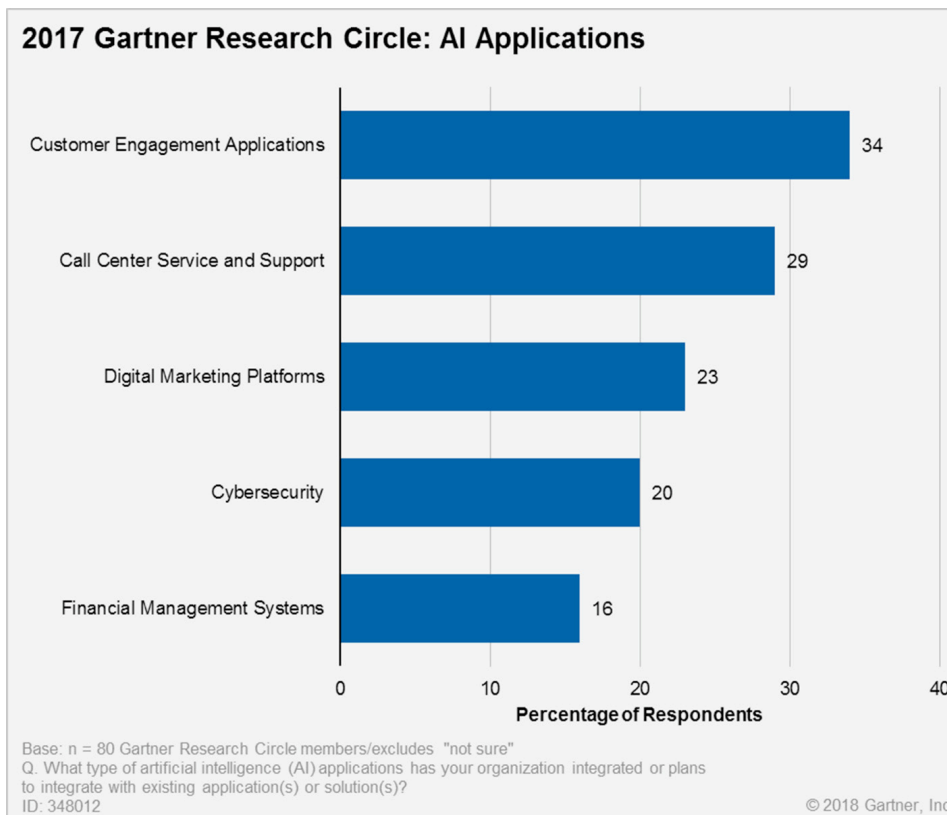 2017 Gartner Research Circle: AI Applications
Customer Engagement Applications
34
Call Center Service and Support
29
Digital Marketing Platforms
23
Cybersecurity
20
Financial Management Systems
16
0 10 20 30 40
Percentage of Respondents
Base: n = 80 Gartner Research Circle members/excludes "not sure"
Q. What type of artificial intelligence (AI) applications has your organization integrated or plans
to integrate with existing application(s) or solution(s)?
ID: 348012
© 2018 Gartner, Inc